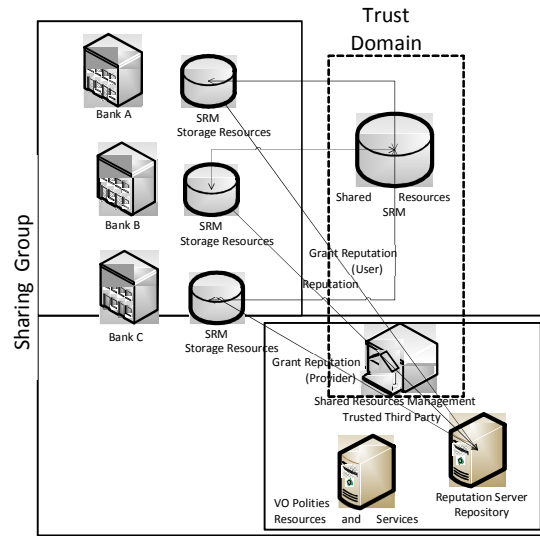 Trust
Domain
Bank A
SRM
Storage Resources
Shared Resources
SRM
Bank B
SRM
Storage Resources
Grant Reputation
(User)
Reputation
Sharing Group
Bank C
SRM
Storage Resources
Grant Reputation
(Provider)
Shared Resources Management
Trusted Third Party
VO Polities
Resources and Services
Reputation Server
Repository